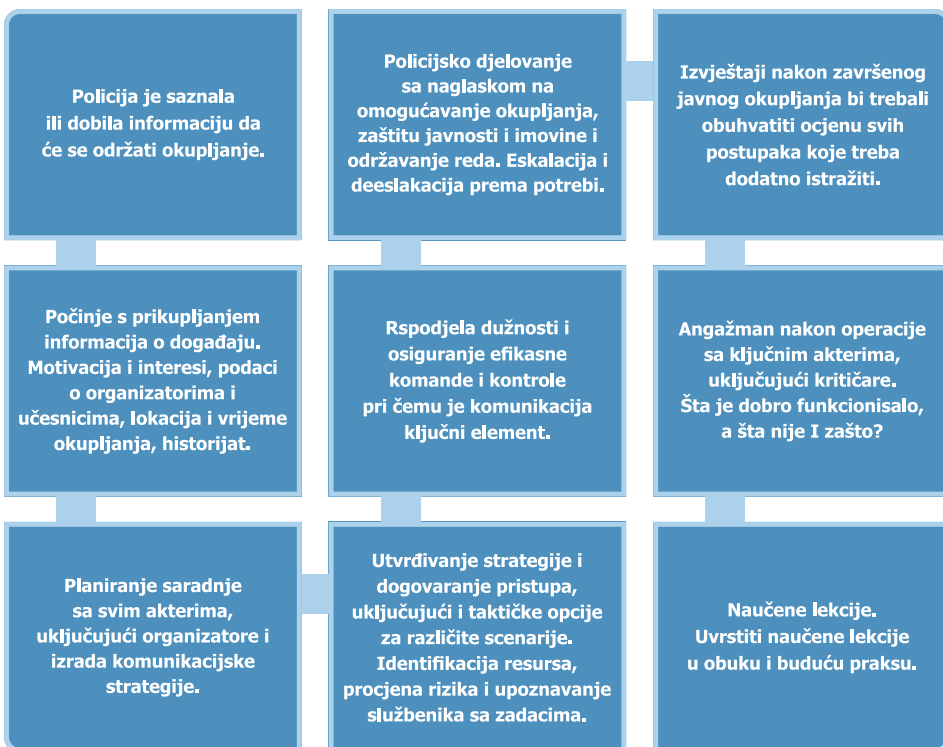 Policija je saznala
ili dobila informaciju da
će se održati okupljanje.
Počinje s prikupljanjem
informacija o događaju.
Motivacija i interesi, podaci
o organizatorima i
učesnicima, lokacija i vrijeme
okupljanja, historijat.
Planiranje saradnje
sa svim akterima,
uključujući organizatore i
izrada komunikacijske
strategije.
Utvrđivanje strategije i
dogovaranje pristupa,
uključujući i taktičke opcije
za različite scenarije.
Identifikacija resursa,
procjena rizika i upoznavanje
službenika sa zadacima.
Rspodjela dužnosti i
osiguranje efikasne
komande i kontrole
pri čemu je komunikacija
ključni element.
Policijsko djelovanje
sa naglaskom na
omogućavanje okupljanja,
zaštitu javnosti i imovine i
održavanje reda. Eskalacija i
deeslakacija prema potrebi.
Izvještaji nakon završenog
javnog okupljanja bi trebali
obuhvatiti ocjenu svih
postupaka koje treba
dodatno istražiti.
Angažman nakon operacije
sa ključnim akterima,
uključujući kritičare.
Šta je dobro funkcionisalo,
a šta nije I zašto?
Naučene lekcije.
Uvrstiti naučene lekcije
u obuku i buduću praksu.